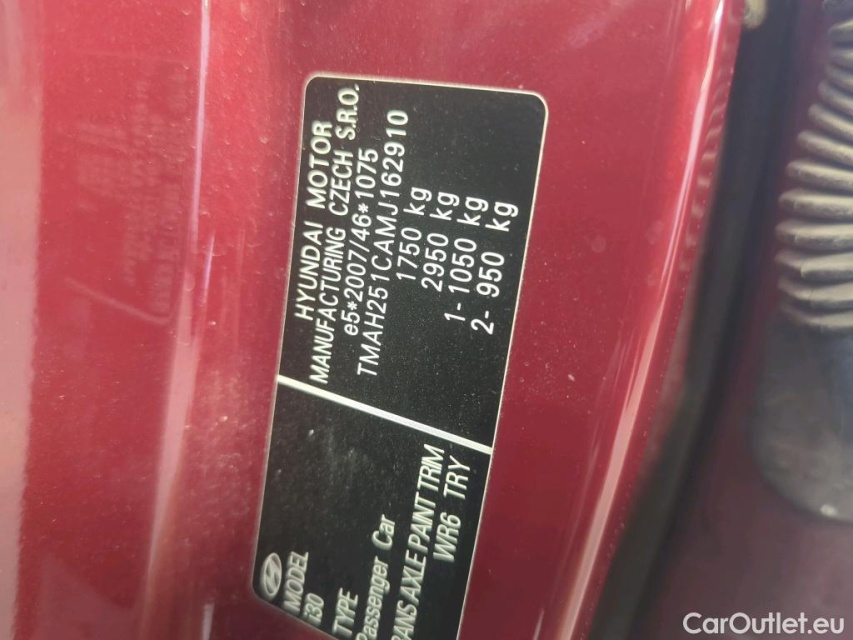 HYUNDAI MOTOR
MANUFACTURING CZECH S.R.O.
e5*2007/46*1075
TMAH251CAMJ162910
1750 kg
2950 kg
1- 1050 kg
2- 950 kg
MODEL
i30
TYPE
Passenger Car
RANS AXLE PAINT TRIM
WR6 TRY
CarOutlet.eu